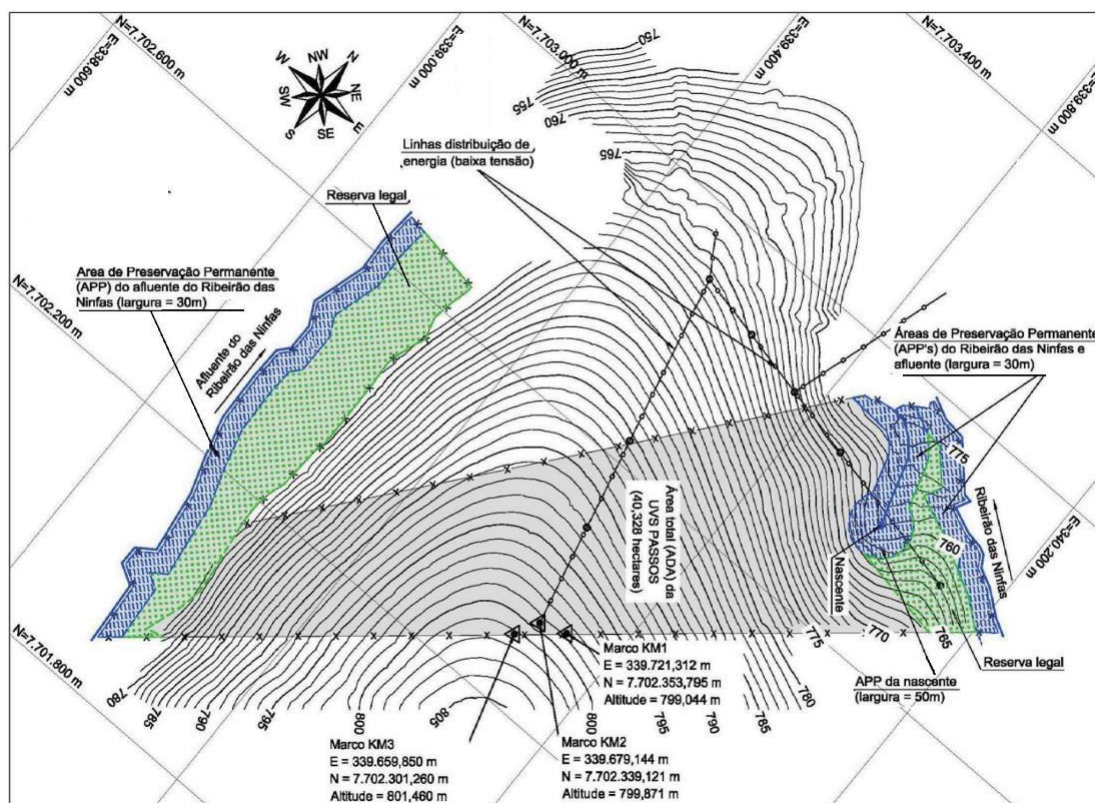 N=7.702.600 m
E=338.600 m
E=339.000 m
N=7.703.000 m
E=339.400 m
N=7.703.400 m
E=339.800 m
750
755
760
765
W
NW
N
SW
NE
S
SE
E
Linhas distribuição de
energia (baixa tensão)
Reserva legal
Area de Preservação Permanente
(APP) do afluente do Ribeirão das
Ninfas (largura = 30m)
N=7.702.200 m
Afluente do
Ribeirão das Ninfas
Áreas de Preservação Permanente
(APP's) do Ribeirão das Ninfas e
afluente (largura = 30m)
775
760
Ribeirão das Ninfas
E=340.200 m
Área total (ADA) da
UVS PASSOS
(40,328 hectares)
Nascente
N=7.701.800 m
775
770
765
Reserva legal
APP da nascente
(largura = 50m)
780
785
790
795
800
805
800
795
790
785
780
Marco KM1
E = 339.721,312 m
N = 7.702.353,795 m
Altitude = 799,044 m
Marco KM3
E = 339.659,850 m
N = 7.702.301,260 m
Altitude = 801,460 m
Marco KM2
E = 339.679,144 m
N = 7.702.339,121 m
Altitude = 799,871 m